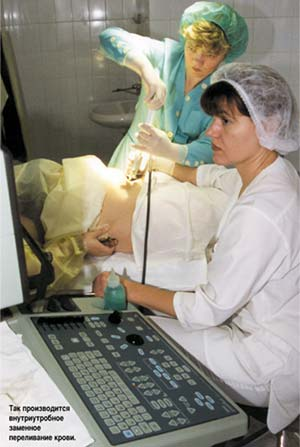 Так производится
внутриутробное
заменное
переливание крови.